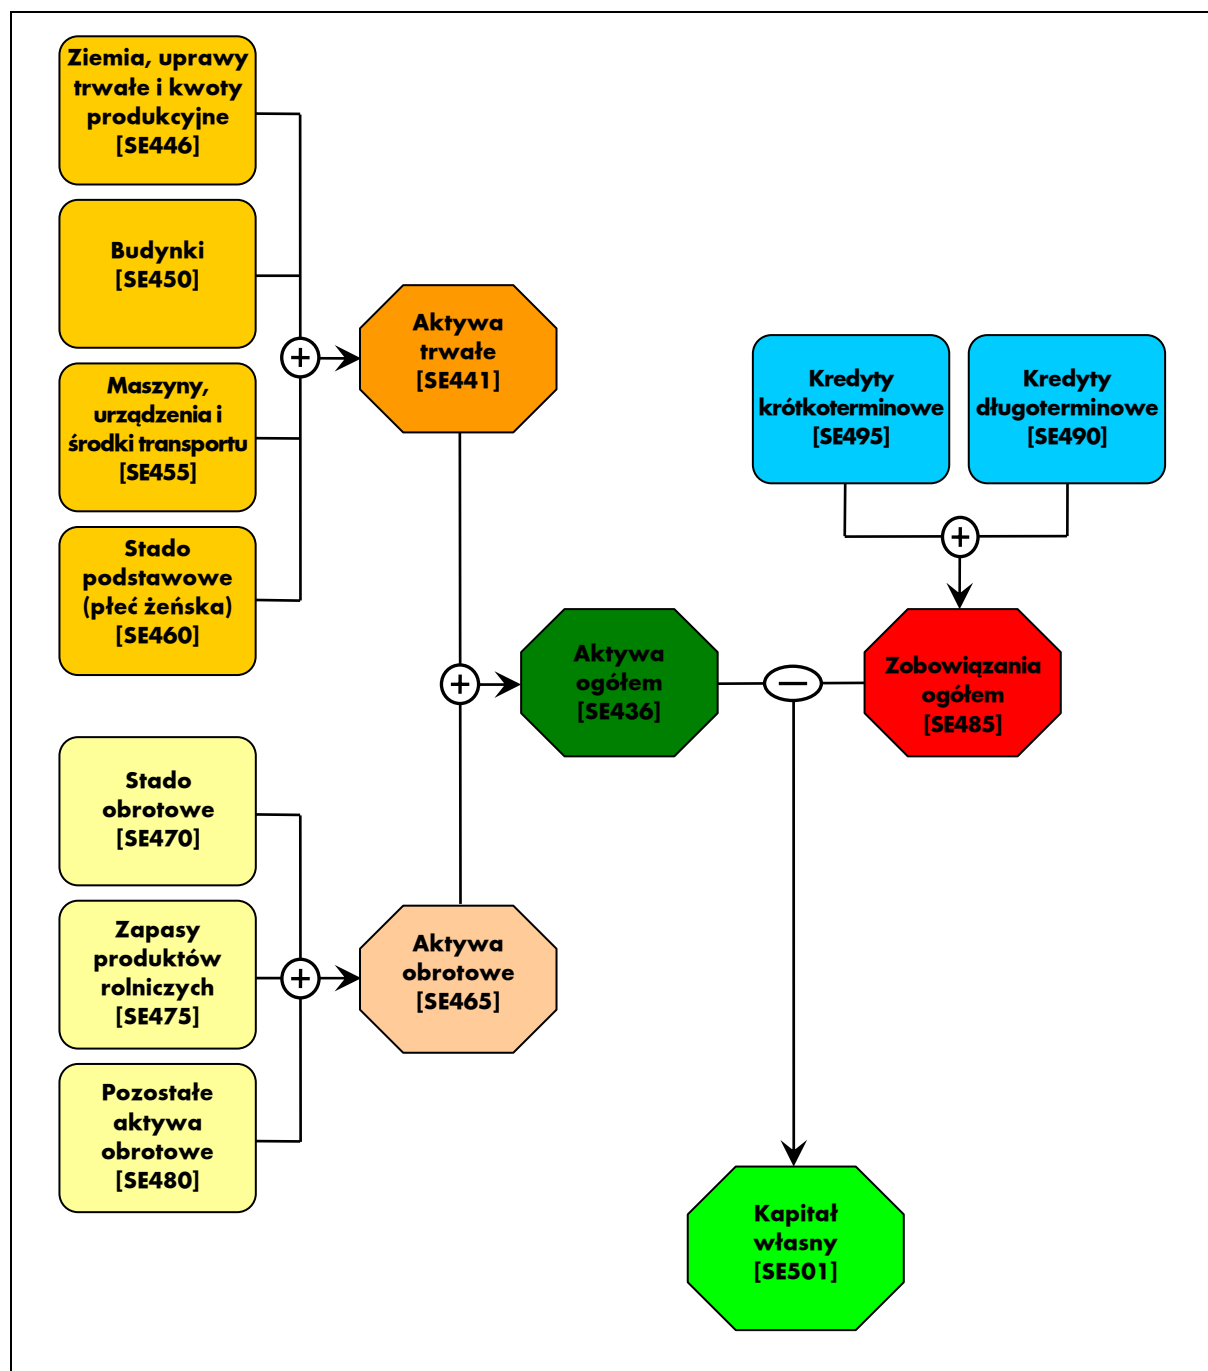 Ziemia, uprawy
trwałe i kwoty
produkcyjne
[SE446]
Budynki
[SE450]
Maszyny,
urządzenia i
środki transportu
[SE455]
Stado
podstawowe
(płeć żeńska)
[SE460]
Aktywa
trwałe
[SE441]
Kredyty
krótkoterminowe
[SE495]
Kredyty
długoterminowe
[SE490]
Aktywa
ogółem
[SE436]
Zobowiązania
ogółem
[SE485]
Stado
obrotowe
[SE470]
Zapasy
produktów
rolniczych
[SE475]
Pozostałe
aktywa
obrotowe
[SE480]
Aktywa
obrotowe
[SE465]
Kapitał
własny
[SE501]